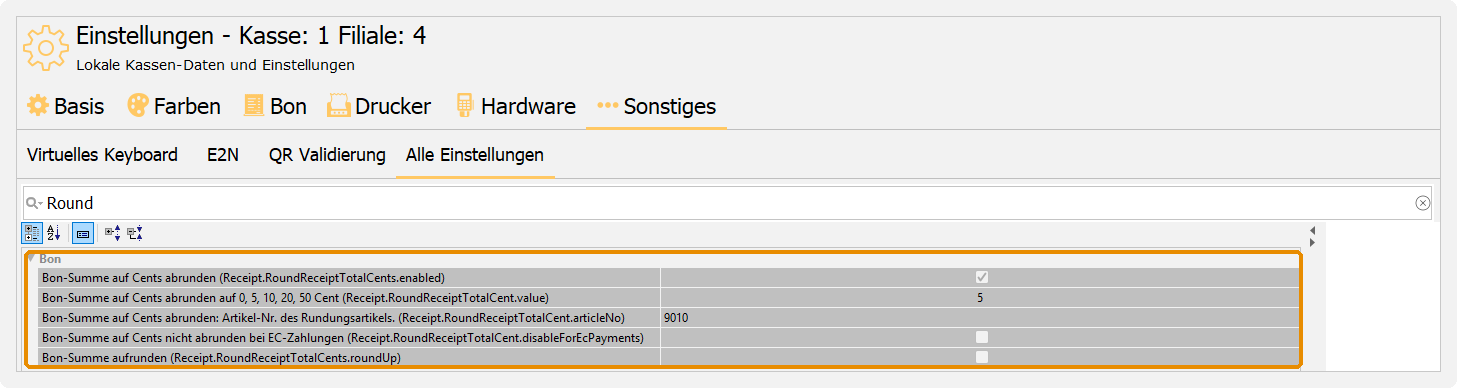 Einstellungen - Kasse: 1 Filiale: 4
Lokale Kassen-Daten und Einstellungen
Basis Farben Bon Drucker Hardware Sonstiges
Virtuelles Keyboard E2N QR Validierung Alle Einstellungen
Round
Bon
Bon-Summe auf Cents abrunden (Receipt.RoundReceiptTotalCents.enabled)
Bon-Summe auf Cents abrunden auf 0, 5, 10, 20, 50 Cent (Receipt.RoundReceiptTotalCent.value) 5
Bon-Summe auf Cents abrunden: Artikel-Nr. des Rundungsartikels. (Receipt.RoundReceiptTotalCent.articleNo) 9010
Bon-Summe auf Cents nicht abrunden bei EC-Zahlungen (Receipt.RoundReceiptTotalCent.disableForEcPayments)
Bon-Summe aufrunden (Receipt.RoundReceiptTotalCents.roundUp)